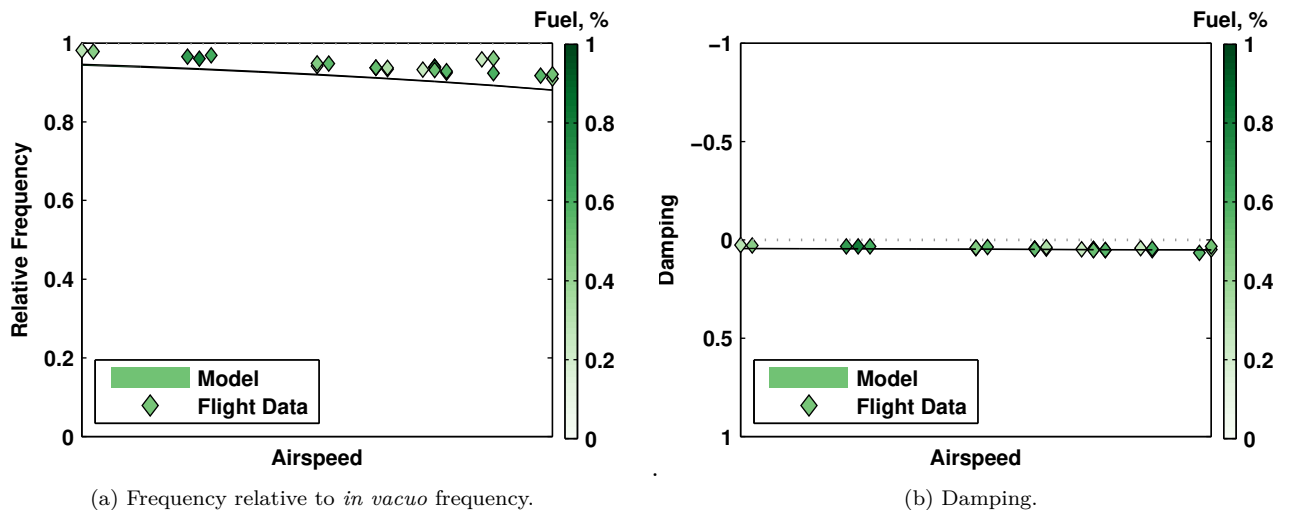 Fuel, %
1
0.8
0.6
0.4
0.2
0
Relative Frequency
1
0.8
0.6
0.4
0.2
0
Model
Flight Data
Airspeed
(a) Frequency relative to in vacuo frequency.
.
Fuel, %
−1
−0.5
0
0.5
1
Damping
1
0.8
0.6
0.4
0.2
0
Model
Flight Data
Airspeed
(b) Damping.